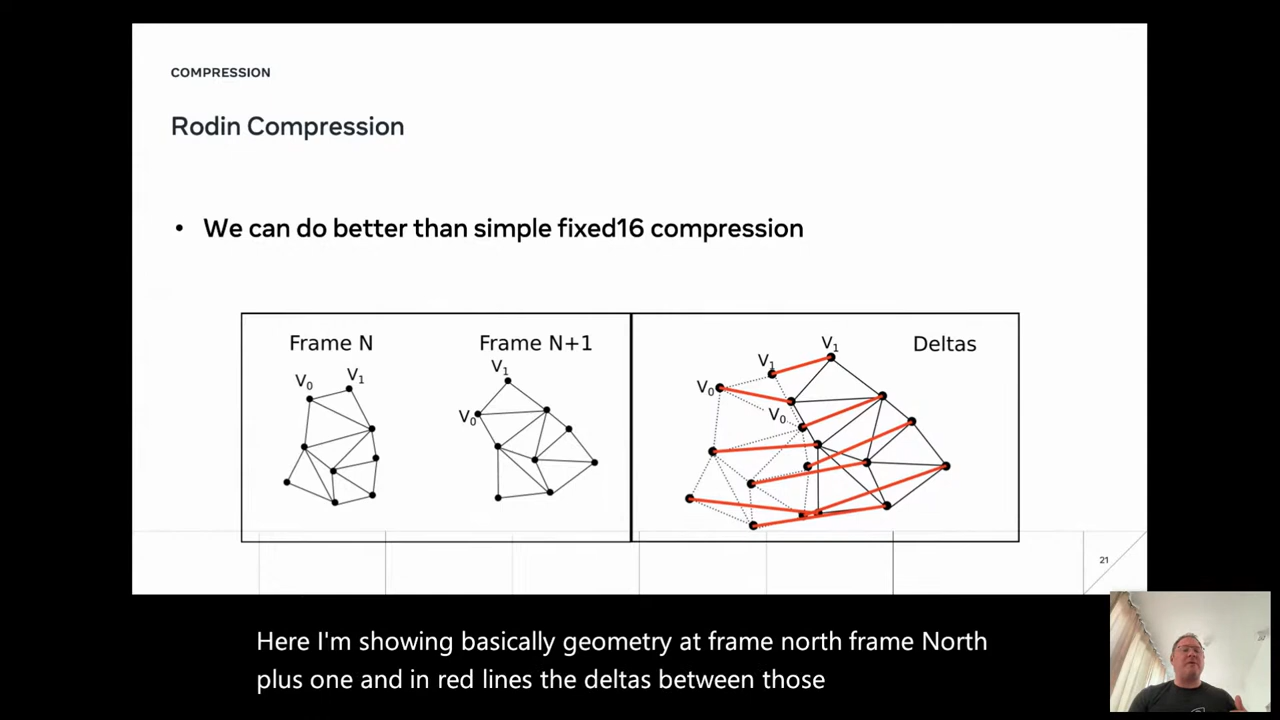 COMPRESSION
Rodin Compression
• We can do better than simple fixed16 compression
Frame N
V0
V1
Frame N+1
V1
V0
Deltas
V1
V1
V0
V0
21
Here I'm showing basically geometry at frame north frame North
plus one and in red lines the deltas between those